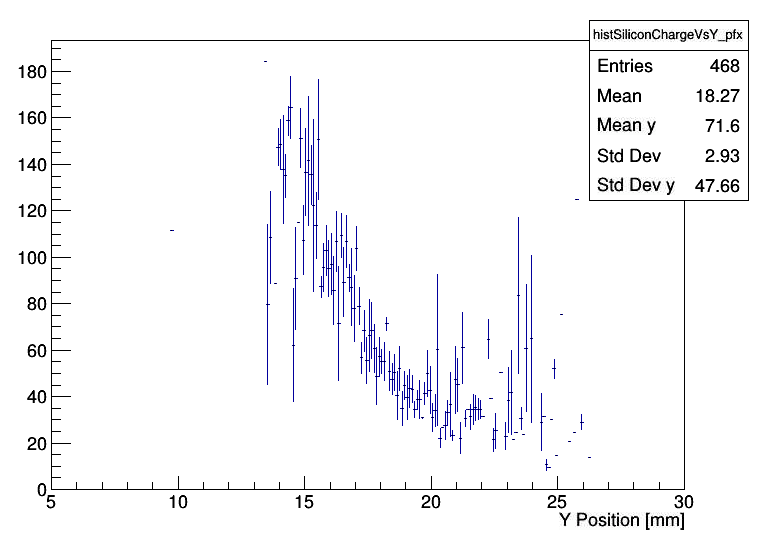 histSiliconChargeVsY_pfx
Entries 468
Mean 18.27
Mean y 71.6
Std Dev 2.93
Std Dev y 47.66
180
160
140
120
100
80
60
40
20
0
5 10 15 20 25 30
Y Position [mm]